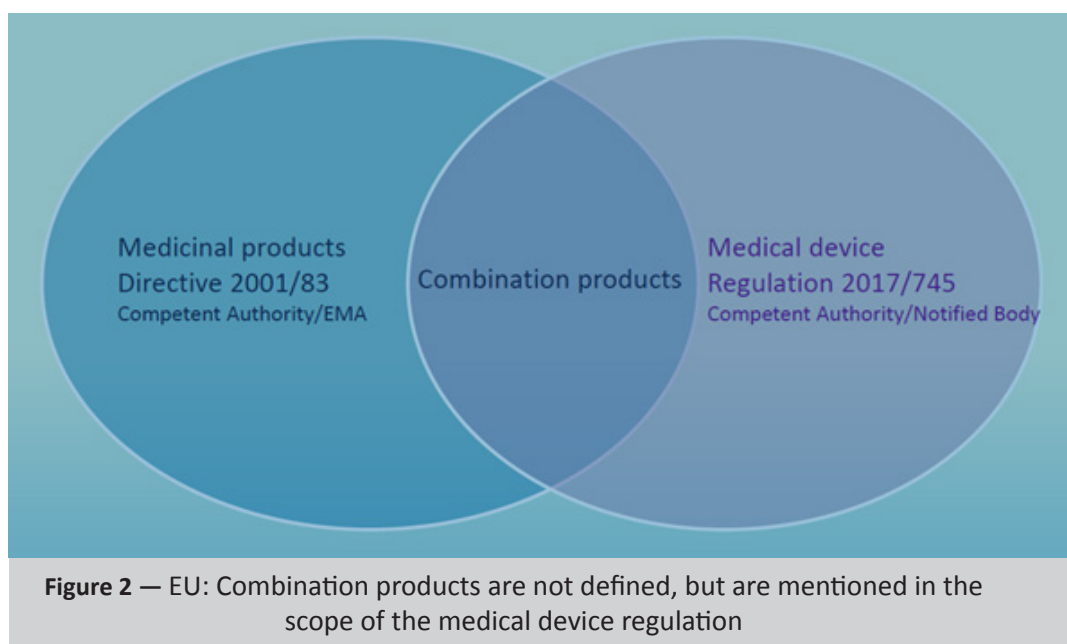 Medicinal products
Directive 2001/83
Competent Authority/EMA
Combination products
Medical device
Regulation 2017/745
Competent Authority/Notified Body
Figure 2 — EU: Combination products are not defined, but are mentioned in the
scope of the medical device regulation